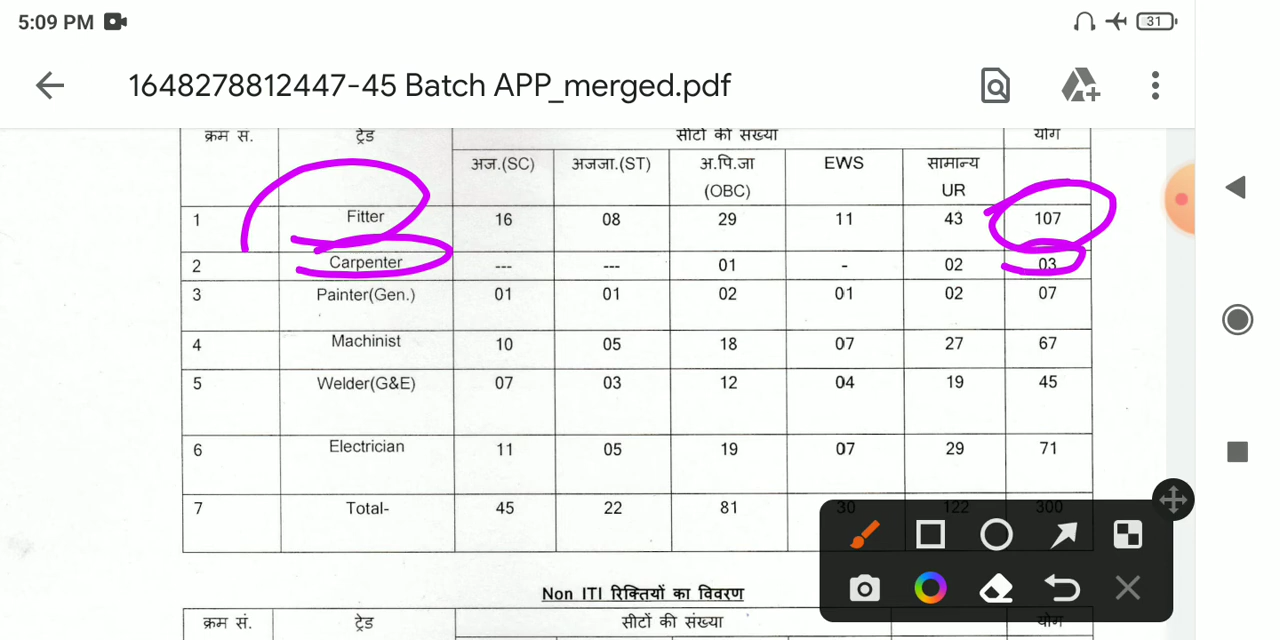 5:09 PM 31
1648278812447-45 Batch APP_merged.pdf
क्रम सं. ट्रेड सीटों की संख्या योग
अज.(SC) अजजा.(ST) अ.पि.जा (OBC) EWS सामान्य UR
1 Fitter 16 08 29 11 43 107
2 Carpenter --- --- 01 - 02 03
3 Painter(Gen.) 01 01 02 01 02 07
4 Machinist 10 05 18 07 27 67
5 Welder(G&E) 07 03 12 04 19 45
6 Electrician 11 05 19 07 29 71
7 Total- 45 22 81 30 122 300
Non ITI रिक्तियों का विवरण
क्रम सं. ट्रेड सीटों की संख्या योग